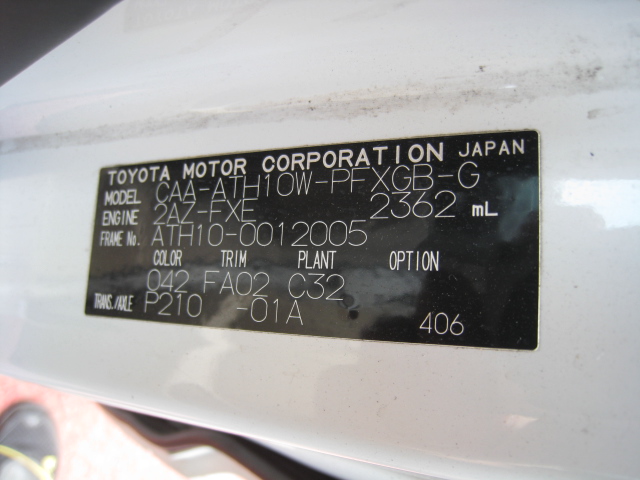 TOYOTA MOTOR CORPORATION JAPAN
MODEL CAA-ATH10W-PFXGB-G
ENGINE 2AZ-FXE 2362 mL
FRAME No. ATH10-0012005
COLOR TRIM PLANT OPTION
042 FA02 C32
TRANS./AXLE P210 -01A
406